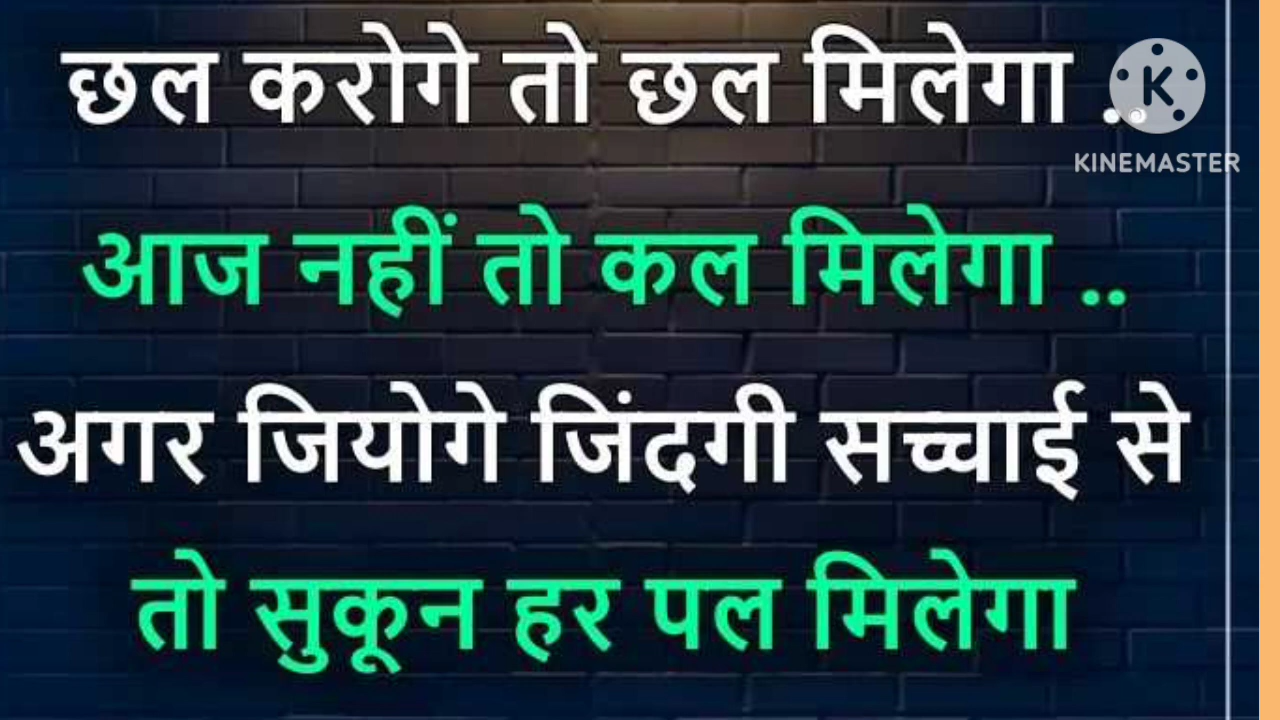 छल करोगे तो छल मिलेगा ..
आज नहीं तो कल मिलेगा ..
अगर जियोगे जिंदगी सच्चाई से
तो सुकून हर पल मिलेगा
K
KINEMASTER